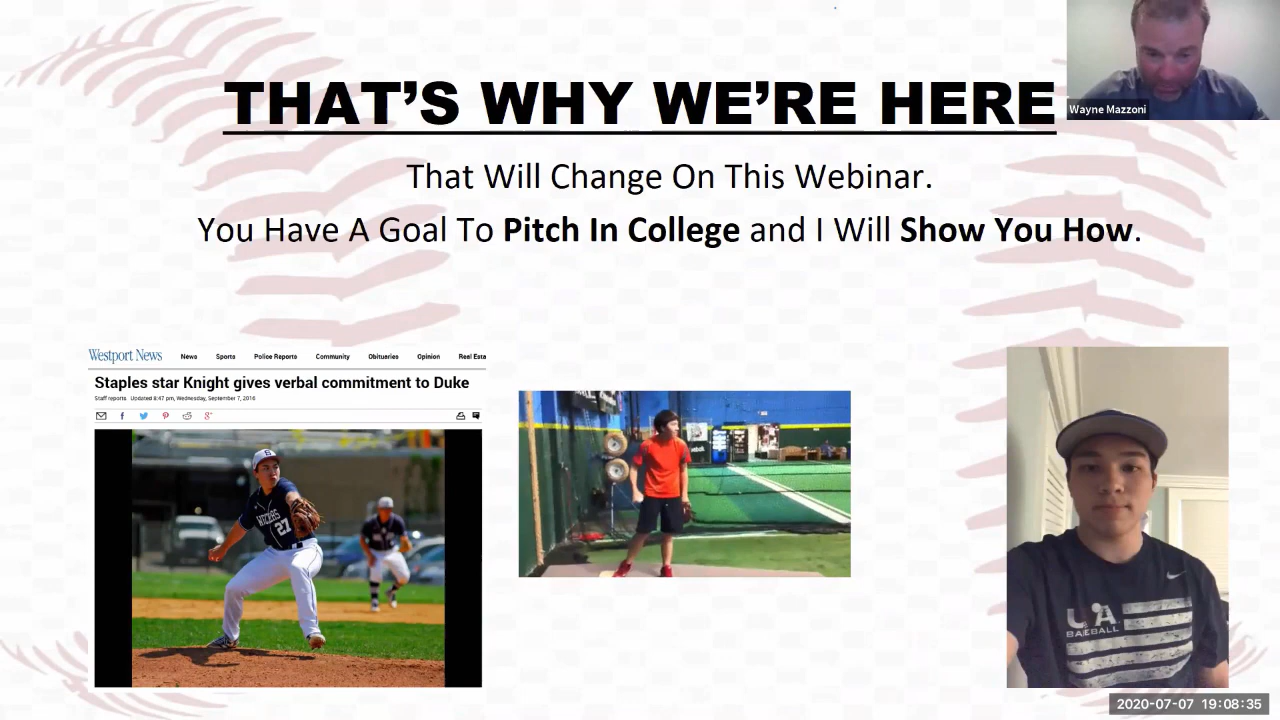 THAT'S WHY WE'RE HERE
Wayne Mazzoni
That Will Change On This Webinar.
You Have A Goal To Pitch In College and I Will Show You How.
Westport News
News Sports Police Reports Community Obituaries Opinion Real Esta
Staples star Knight gives verbal commitment to Duke
Staff reports Updated 8:47 pm, Wednesday, September 7, 2016
S
27
BASEBALL
2020-07-07 19:08:35